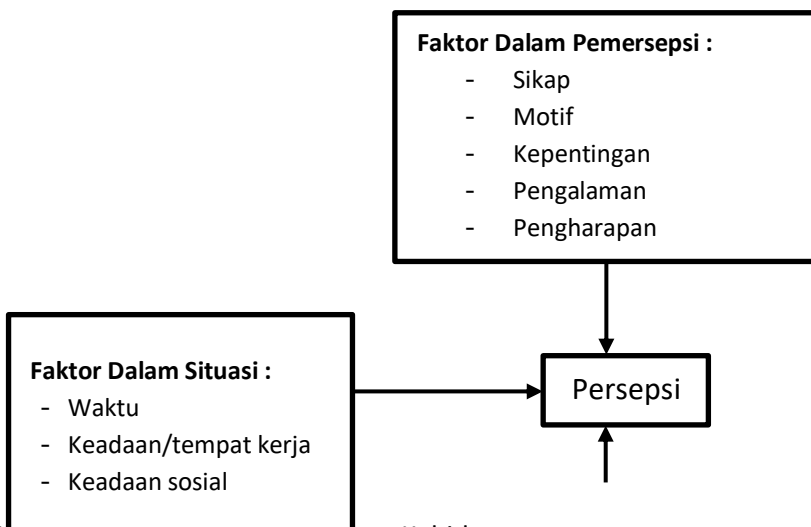 Faktor Dalam Pemersepsi :
- Sikap
- Motif
- Kepentingan
- Pengalaman
- Pengharapan
Faktor Dalam Situasi :
- Waktu
- Keadaan/tempat kerja
- Keadaan sosial
Persepsi